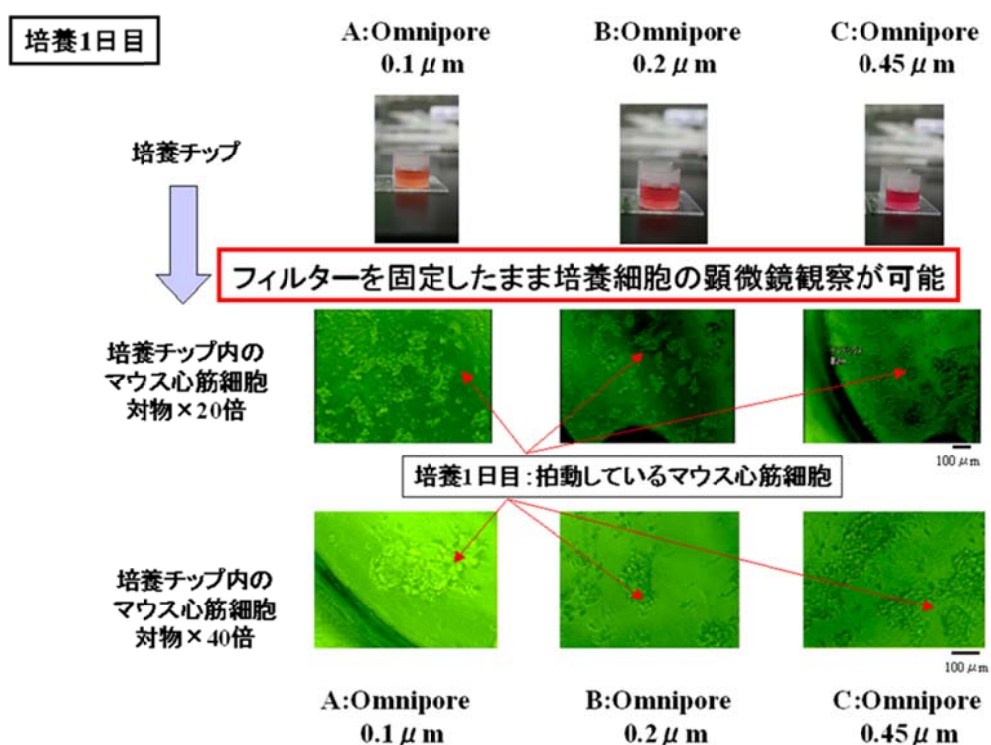 培養1日目
A:Omnipore
0.1μm
B:Omnipore
0.2μm
C:Omnipore
0.45μm
培養チップ
フィルターを固定したまま培養細胞の顕微鏡観察が可能
培養チップ内の
マウス心筋細胞
対物×20倍
100μm
培養1日目:拍動しているマウス心筋細胞
培養チップ内の
マウス心筋細胞
対物×40倍
100μm
A:Omnipore
0.1μm
B:Omnipore
0.2μm
C:Omnipore
0.45μm